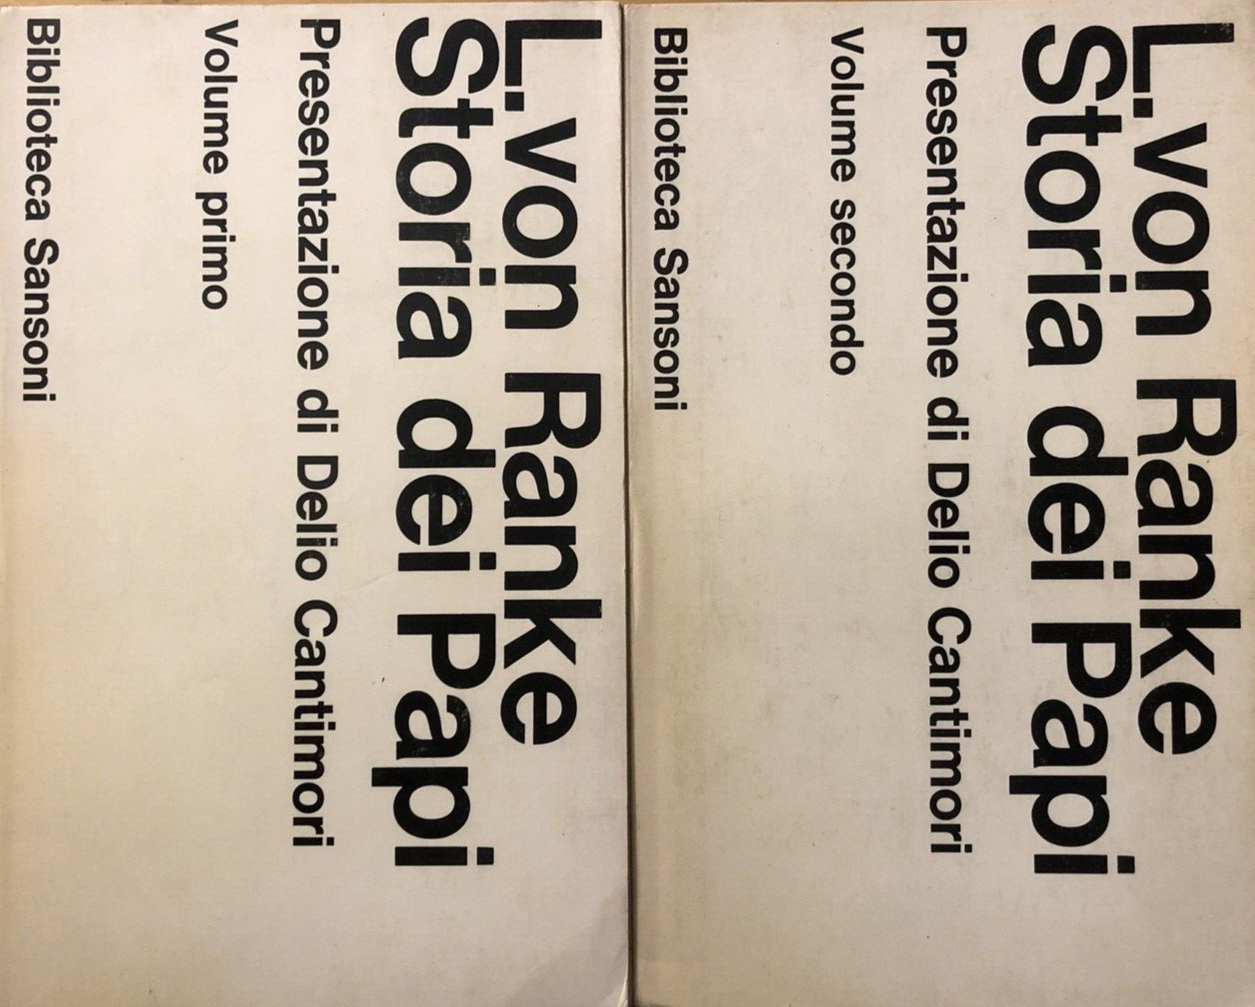 L. von Ranke
Storia dei Papi
Presentazione di Delio Cantimori
Volume primo
Biblioteca Sansoni
L. von Ranke
Storia dei Papi
Presentazione di Delio Cantimori
Volume secondo
Biblioteca Sansoni